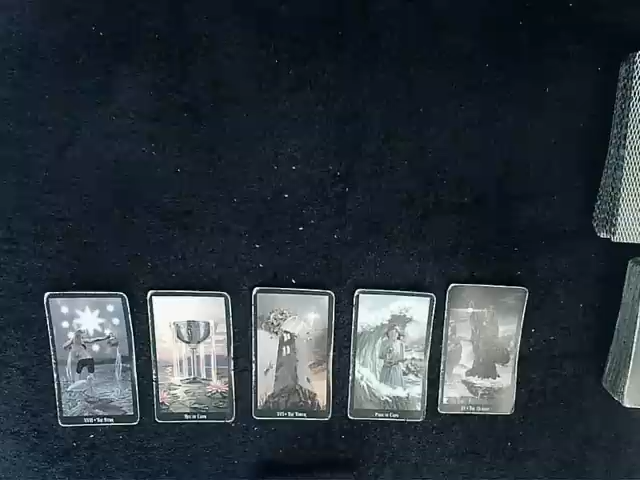 XVII • The Star
Ace of Cups
XVI • The Tower
Page of Cups